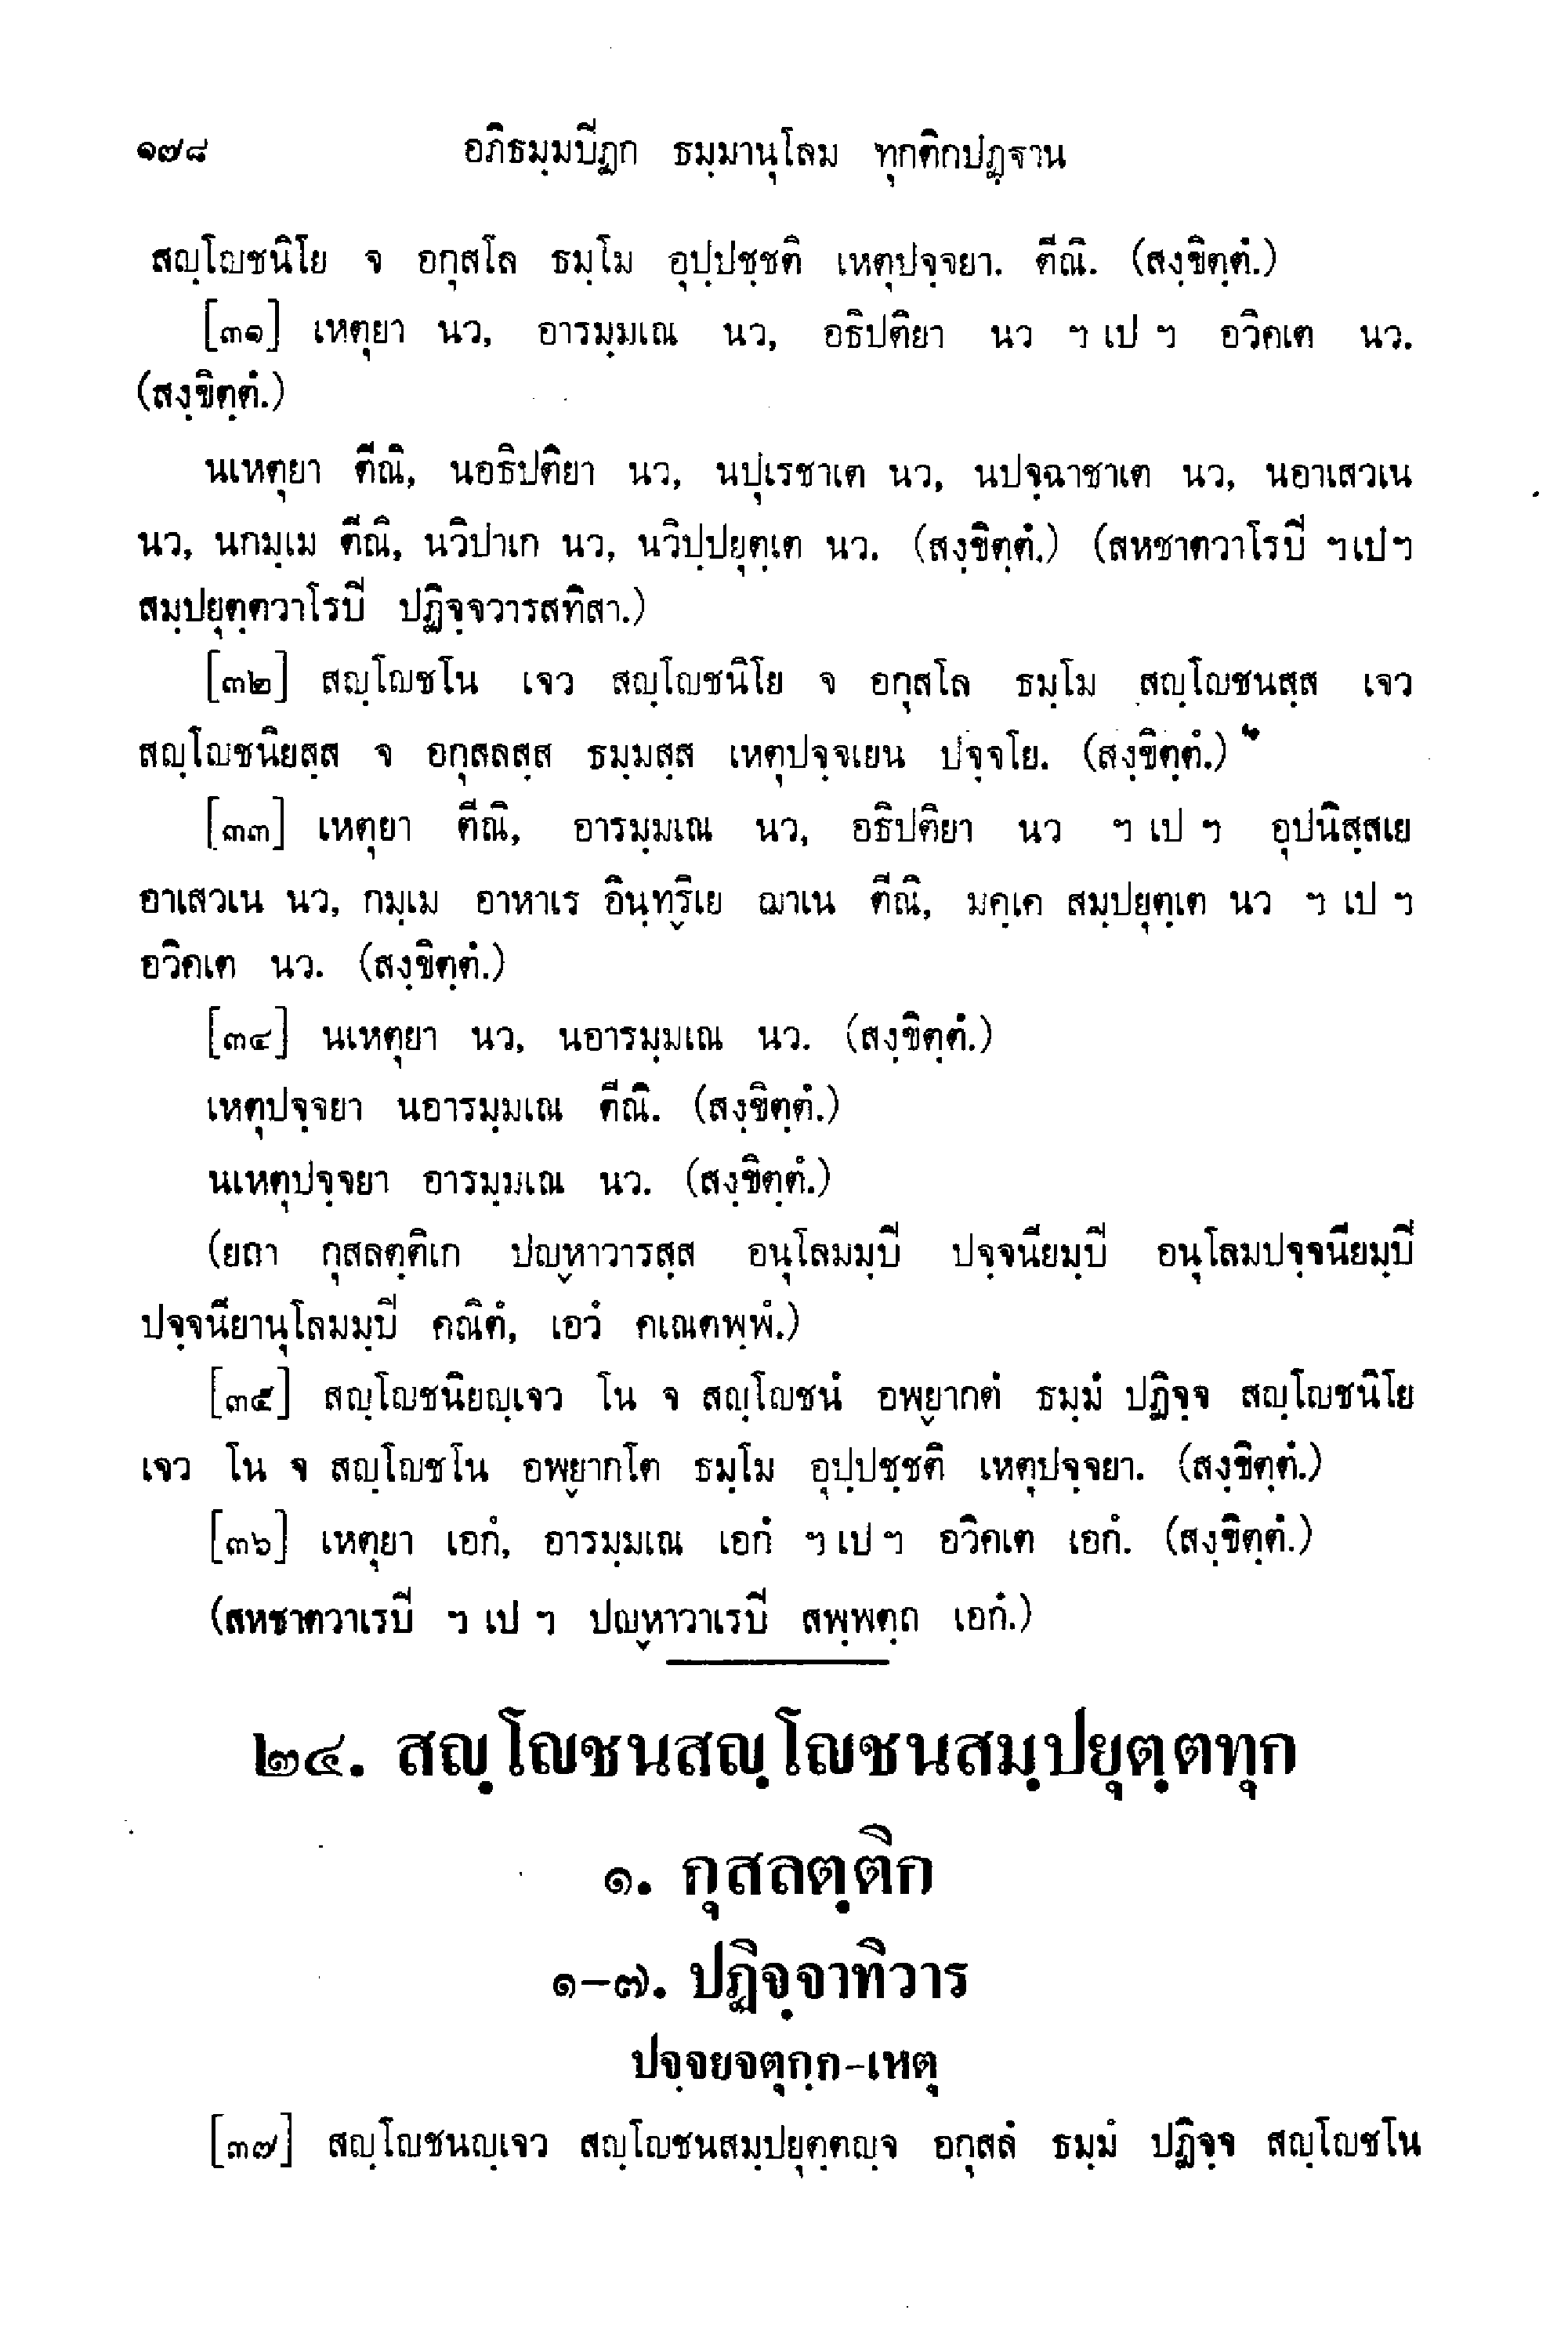 ๑๗๘ อภิธมฺมปิฏก ธมฺมานุโลม ทุกติกปฏฺฐาน
สญฺโญชนิโย จ อกุสโล ธมฺโม อุปฺปชฺชติ เหตุปจฺจยา. ตีณิ. (สงฺขิตฺตํ.)
[๓๑] เหตุยา นว, อารมฺมเณ นว, อธิปติยา นว ฯ เป ฯ อวิคเต นว.
(สงฺขิตฺตํ.)
นเหตุยา ตีณิ, นอธิปติยา นว, นปุเรชาเต นว, นปจฺฉาชาเต นว, นอาเสวเน
นว, นกมฺเม ตีณิ, นวิปาเก นว, นวิปฺปยุตฺเต นว. (สงฺขิตฺตํ.) (สหชาตวาโรปิ ฯเปฯ
สมฺปยุตฺตวาโรปิ ปฏิจฺจวารสทิสา.)
[๓๒] สญฺโญชโน เจว สญฺโญชนิโย จ อกุสโล ธมฺโม สญฺโญชนสฺส เจว
สญฺโญชนิยสฺส จ อกุสลสฺส ธมฺมสฺส เหตุปจฺจเยน ปจฺจโย. (สงฺขิตฺตํ.)
[๓๓] เหตุยา ตีณิ, อารมฺมเณ นว, อธิปติยา นว ฯ เป ฯ อุปนิสฺสเย
อาเสวเน นว, กมฺเม อาหาเร อินฺทฺริเย ฌาเน ตีณิ, มคฺเค สมฺปยุตฺเต นว ฯ เป ฯ
อวิคเต นว. (สงฺขิตฺตํ.)
[๓๔] นเหตุยา นว, นอารมฺมเณ นว. (สงฺขิตฺตํ.)
เหตุปจฺจยา นอารมฺมเณ ตีณิ. (สงฺขิตฺตํ.)
นเหตุปจฺจยา อารมฺมเณ นว. (สงฺขิตฺตํ.)
(ยถา กุสลตฺติเก ปญฺหาวารสฺส อนุโลมมฺปิ ปจฺจนียมฺปิ อนุโลมปจฺจนียมฺปิ
ปจฺจนียานุโลมมฺปิ คณิตํ, เอวํ คเณตพฺพํ.)
[๓๕] สญฺโญชนิยญฺเจว โน จ สญฺโญชนํ อพฺยากตํ ธมฺมํ ปฏิจฺจ สญฺโญชนิโย
เจว โน จ สญฺโญชโน อพฺยากโต ธมฺโม อุปฺปชฺชติ เหตุปจฺจยา. (สงฺขิตฺตํ.)
[๓๖] เหตุยา เอกํ, อารมฺมเณ เอกํ ฯ เป ฯ อวิคเต เอกํ. (สงฺขิตฺตํ.)
(สหชาตวาเรปิ ฯ เป ฯ ปญฺหาวาเรปิ สพฺพตฺถ เอกํ.)
๒๔. สญฺโญชนสญฺโญชนสมฺปยุตฺตทุก
๑. กุสลตฺติก
๑-๗. ปฏิจฺจาทิวาร
ปจฺจยจตุกฺก-เหตุ
[๓๗] สญฺโญชนญฺเจว สญฺโญชนสมฺปยุตฺตญฺจ อกุสลํ ธมฺมํ ปฏิจฺจ สญฺโญชโน